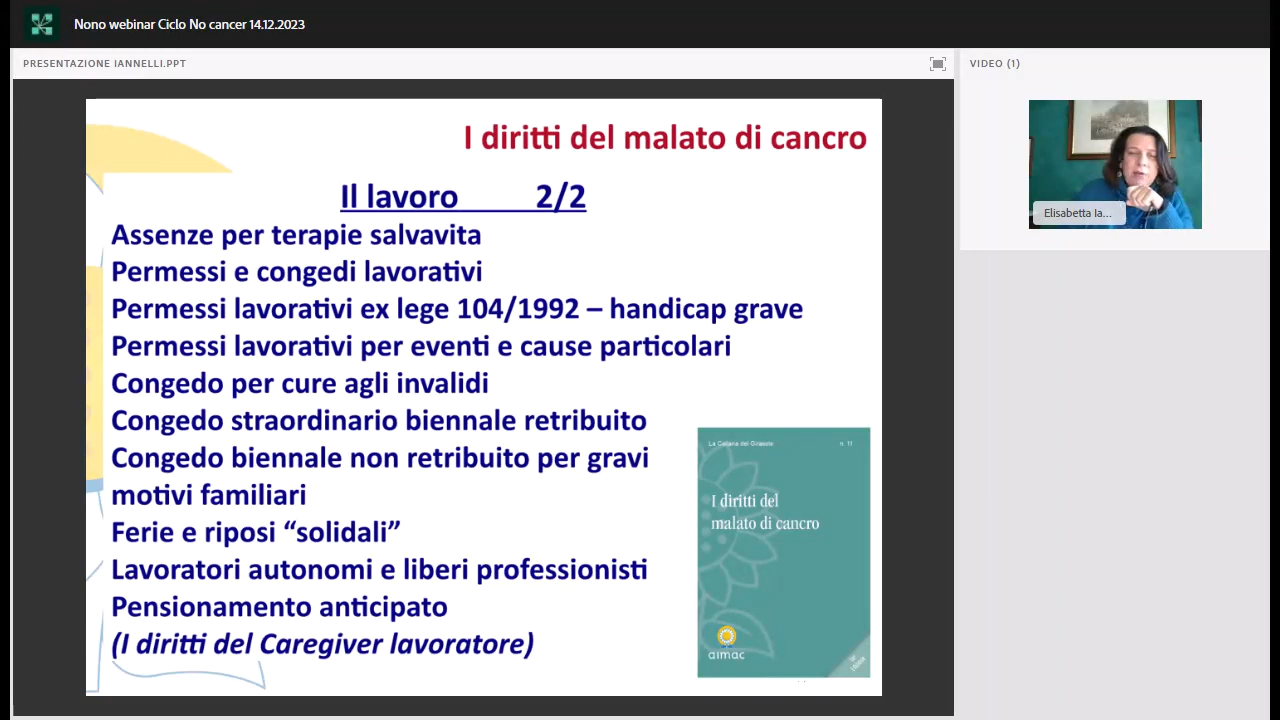 Nono webinar Ciclo No cancer 14.12.2023
PRESENTAZIONE IANNELLI.PPT
VIDEO (1)
I diritti del malato di cancro
Il lavoro 2/2
Assenze per terapie salvavita
Permessi e congedi lavorativi
Permessi lavorativi ex lege 104/1992 – handicap grave
Permessi lavorativi per eventi e cause particolari
Congedo per cure agli invalidi
Congedo straordinario biennale retribuito
Congedo biennale non retribuito per gravi
motivi familiari
Ferie e riposi “solidali”
Lavoratori autonomi e liberi professionisti
Pensionamento anticipato
(I diritti del Caregiver lavoratore)
La Collana del Girasole n. 11
I diritti del
malato di cancro
aimac
Elisabetta Ia...